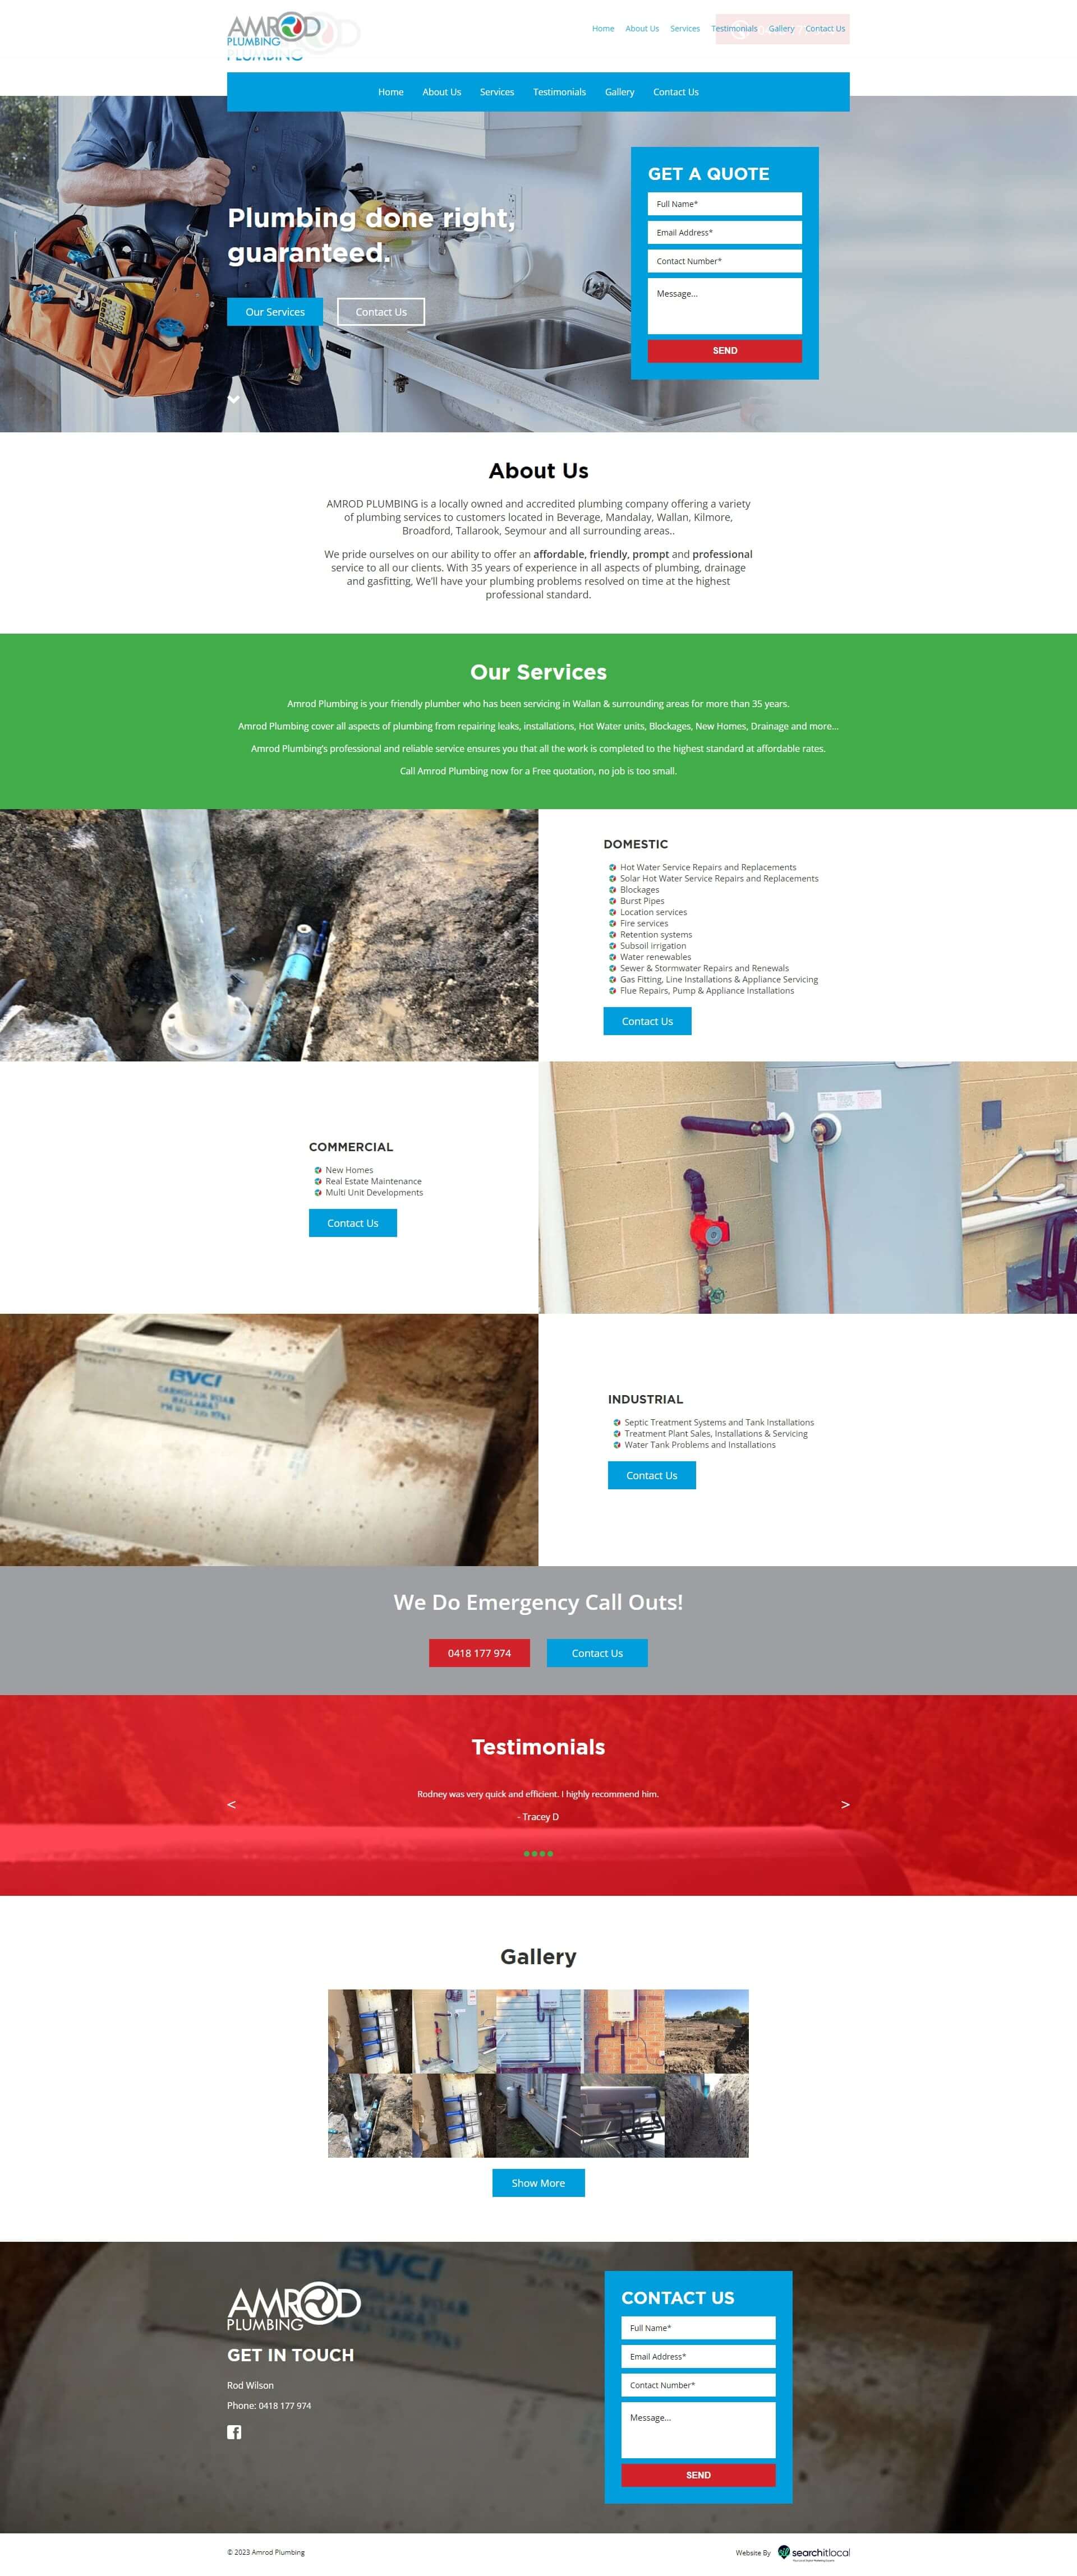 AMROD
PLUMBING
PLUMBING
Home About Us Services Testimonials Gallery Contact Us
Home About Us Services Testimonials Gallery Contact Us
Plumbing done right,
guaranteed.
Our Services Contact Us
GET A QUOTE
Full Name*
Email Address*
Contact Number*
Message...
SEND
About Us
AMROD PLUMBING is a locally owned and accredited plumbing company offering a variety
of plumbing services to customers located in Beverage, Mandalay, Wallan, Kilmore,
Broadford, Tallarook, Seymour and all surrounding areas..
We pride ourselves on our ability to offer an affordable, friendly, prompt and professional
service to all our clients. With 35 years of experience in all aspects of plumbing, drainage
and gasfitting, We'll have your plumbing problems resolved on time at the highest
professional standard.
Our Services
Amrod Plumbing is your friendly plumber who has been servicing in Wallan & surrounding areas for more than 35 years.
Amrod Plumbing cover all aspects of plumbing from repairing leaks, installations, Hot Water units, Blockages, New Homes, Drainage and more...
Amrod Plumbing's professional and reliable service ensures you that all the work is completed to the highest standard at affordable rates.
Call Amrod Plumbing now for a Free quotation, no job is too small.
DOMESTIC
Hot Water Service Repairs and Replacements
Solar Hot Water Service Repairs and Replacements
Blockages
Burst Pipes
Location services
Fire services
Retention systems
Subsoil irrigation
Water renewables
Sewer & Stormwater Repairs and Renewals
Gas Fitting, Line Installations & Appliance Servicing
Flue Repairs, Pump & Appliance Installations
Contact Us
COMMERCIAL
New Homes
Real Estate Maintenance
Multi Unit Developments
Contact Us
BVCI
INDUSTRIAL
Septic Treatment Systems and Tank Installations
Treatment Plant Sales, Installations & Servicing
Water Tank Problems and Installations
Contact Us
We Do Emergency Call Outs!
0418 177 974 Contact Us
Testimonials
< Rodney was very quick and efficient. I highly recommend him. >
- Tracey D
Gallery
Show More
BVCI
AMROD
PLUMBING
GET IN TOUCH
Rod Wilson
Phone: 0418 177 974
CONTACT US
Full Name*
Email Address*
Contact Number*
Message...
SEND
© 2023 Amrod Plumbing
Website By searchitlocal